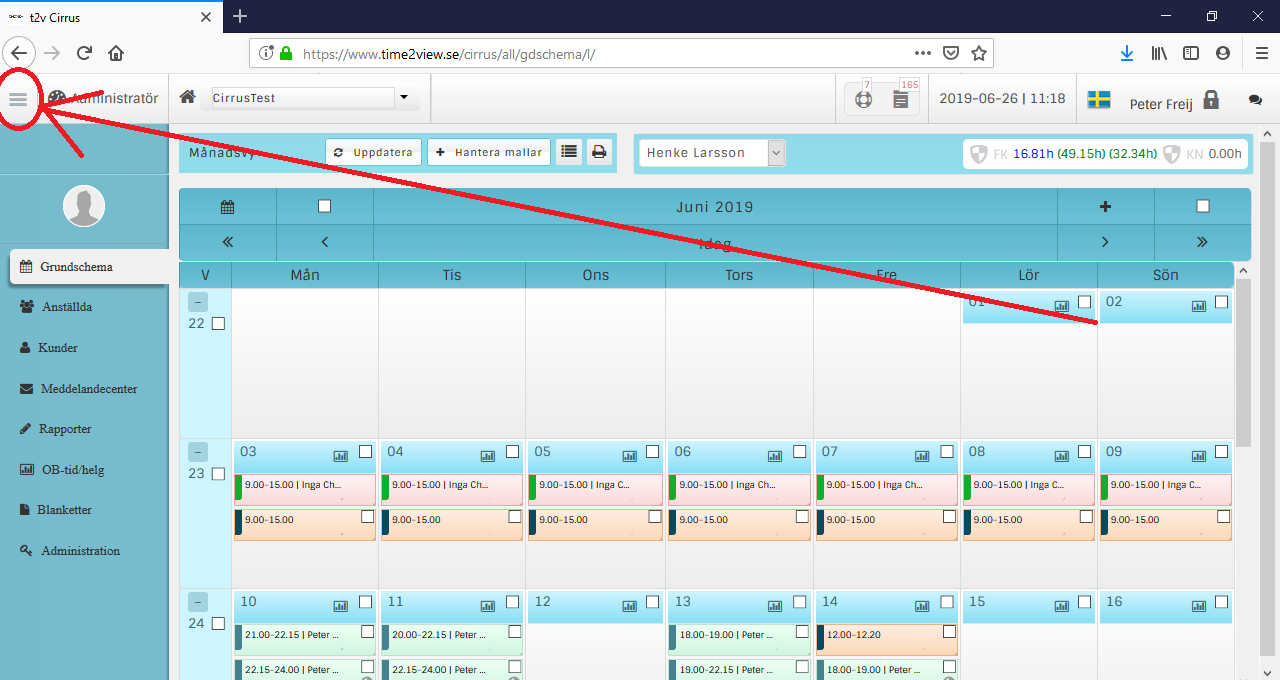 t2v Cirrus
https://www.time2view.se/cirrus/all/gdschema/l/
Administratör
CirrusTest
7
165
2019-06-26 | 11:18
Peter Freij
Månadsvy
Uppdatera
+ Hantera mallar
Henke Larsson
FK 16.81h (49.15h) (32.34h) KN 0.00h
Juni 2019
Idag
Grundschema
Anställda
Kunder
Meddelandecenter
Rapporter
OB-tid/helg
Blanketter
Administration
V Mån Tis Ons Tors Fre Lör Sön
22 01 02
23 03 04 05 06 07 08 09
9.00-15.00 | Inga Ch... 9.00-15.00 | Inga Ch... 9.00-15.00 | Inga C... 9.00-15.00 | Inga Ch... 9.00-15.00 | Inga Ch... 9.00-15.00 | Inga C... 9.00-15.00 | Inga C...
9.00-15.00 9.00-15.00 9.00-15.00 9.00-15.00 9.00-15.00 9.00-15.00 9.00-15.00
24 10 11 12 13 14 15 16
21.00-22.15 | Peter ... 20.00-22.15 | Peter ... 18.00-19.00 | Peter ... 12.00-12.20
22.15-24.00 | Peter ... 22.15-24.00 | Peter ... 19.00-22.15 | Peter ... 18.00-19.00 | Peter ...